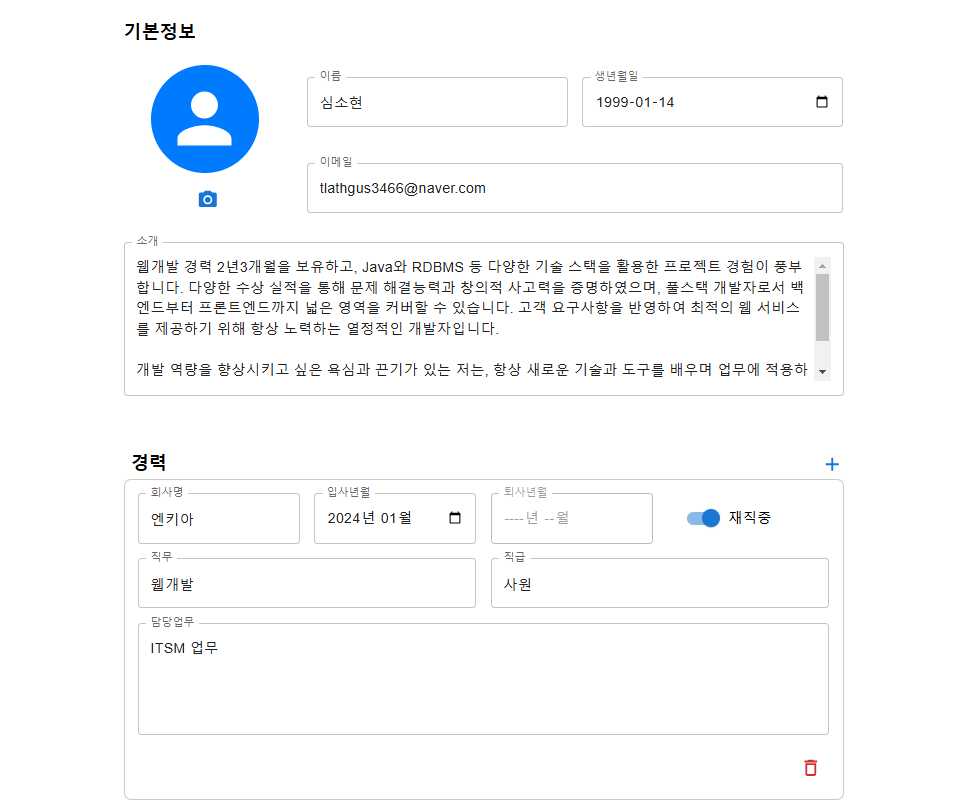 기본정보
이름
심소현
생년월일
1999-01-14
이메일
tlathgus3466@naver.com
소개
웹개발 경력 2년3개월을 보유하고, Java와 RDBMS 등 다양한 기술 스택을 활용한 프로젝트 경험이 풍부
합니다. 다양한 수상 실적을 통해 문제 해결능력과 창의적 사고력을 증명하였으며, 풀스택 개발자로서 백
엔드부터 프론트엔드까지 넓은 영역을 커버할 수 있습니다. 고객 요구사항을 반영하여 최적의 웹 서비스
를 제공하기 위해 항상 노력하는 열정적인 개발자입니다.
개발 역량을 향상시키고 싶은 욕심과 끈기가 있는 저는, 항상 새로운 기술과 도구를 배우며 업무에 적용하
경력
회사명
엔키아
입사년월
2024년 01월
퇴사년월
----년 --월
재직중
직무
웹개발
직급
사원
담당업무
ITSM 업무